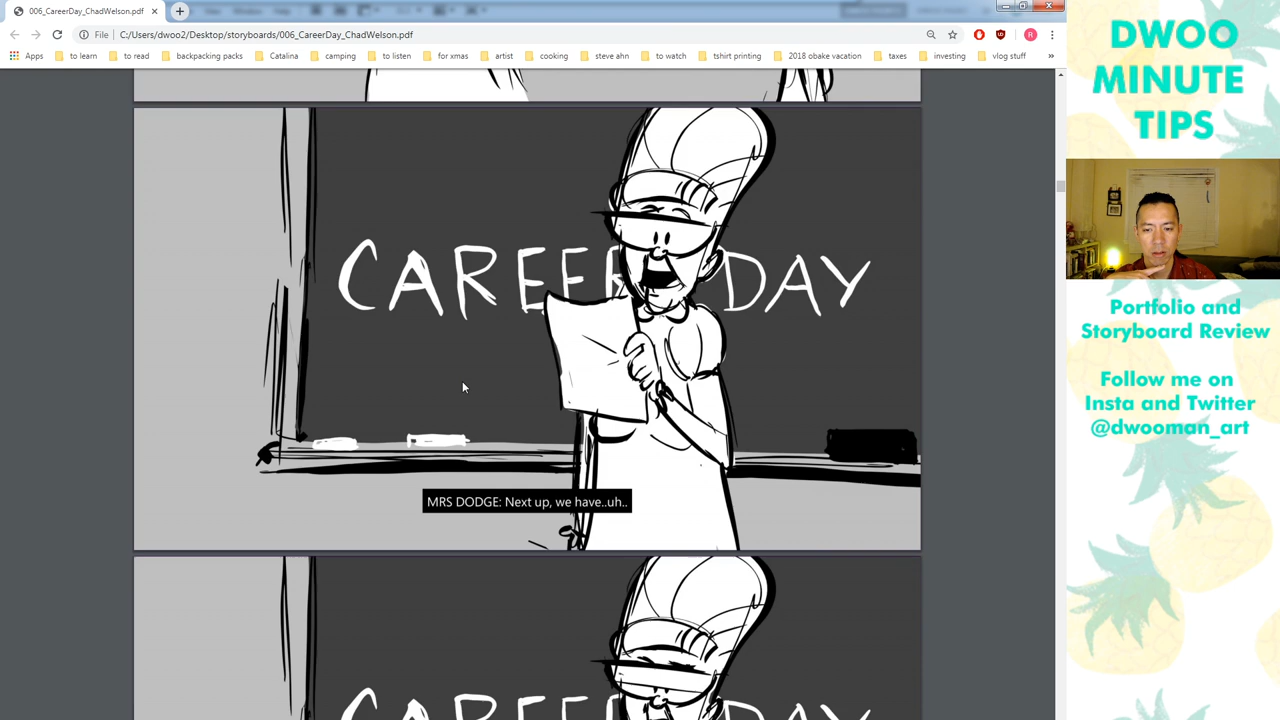 006_CareerDay_ChadWelson.pdf
File
C:/Users/dwoo2/Desktop/storyboards/006_CareerDay_ChadWelson.pdf
R
Apps
to learn
to read
backpacking packs
Catalina
camping
to listen
for xmas
artist
cooking
steve ahn
to watch
tshirt printing
2018 obake vacation
taxes
investing
vlog stuff
»
CAREER DAY
MRS DODGE: Next up, we have..uh..
DWOO
MINUTE
TIPS
Portfolio and
Storyboard Review
Follow me on
Insta and Twitter
@dwooman_art